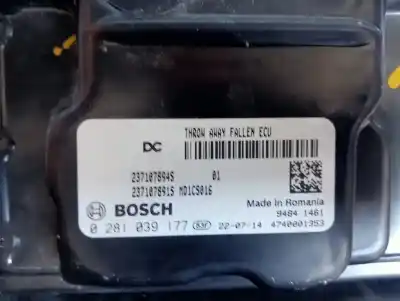 THROW AWAY FALLEN ECU
DC
237107894S 01
237107891S MD1CS016
Made in Romania
BOSCH 9484 1461
0 281 039 177 22-07-14 4740001353